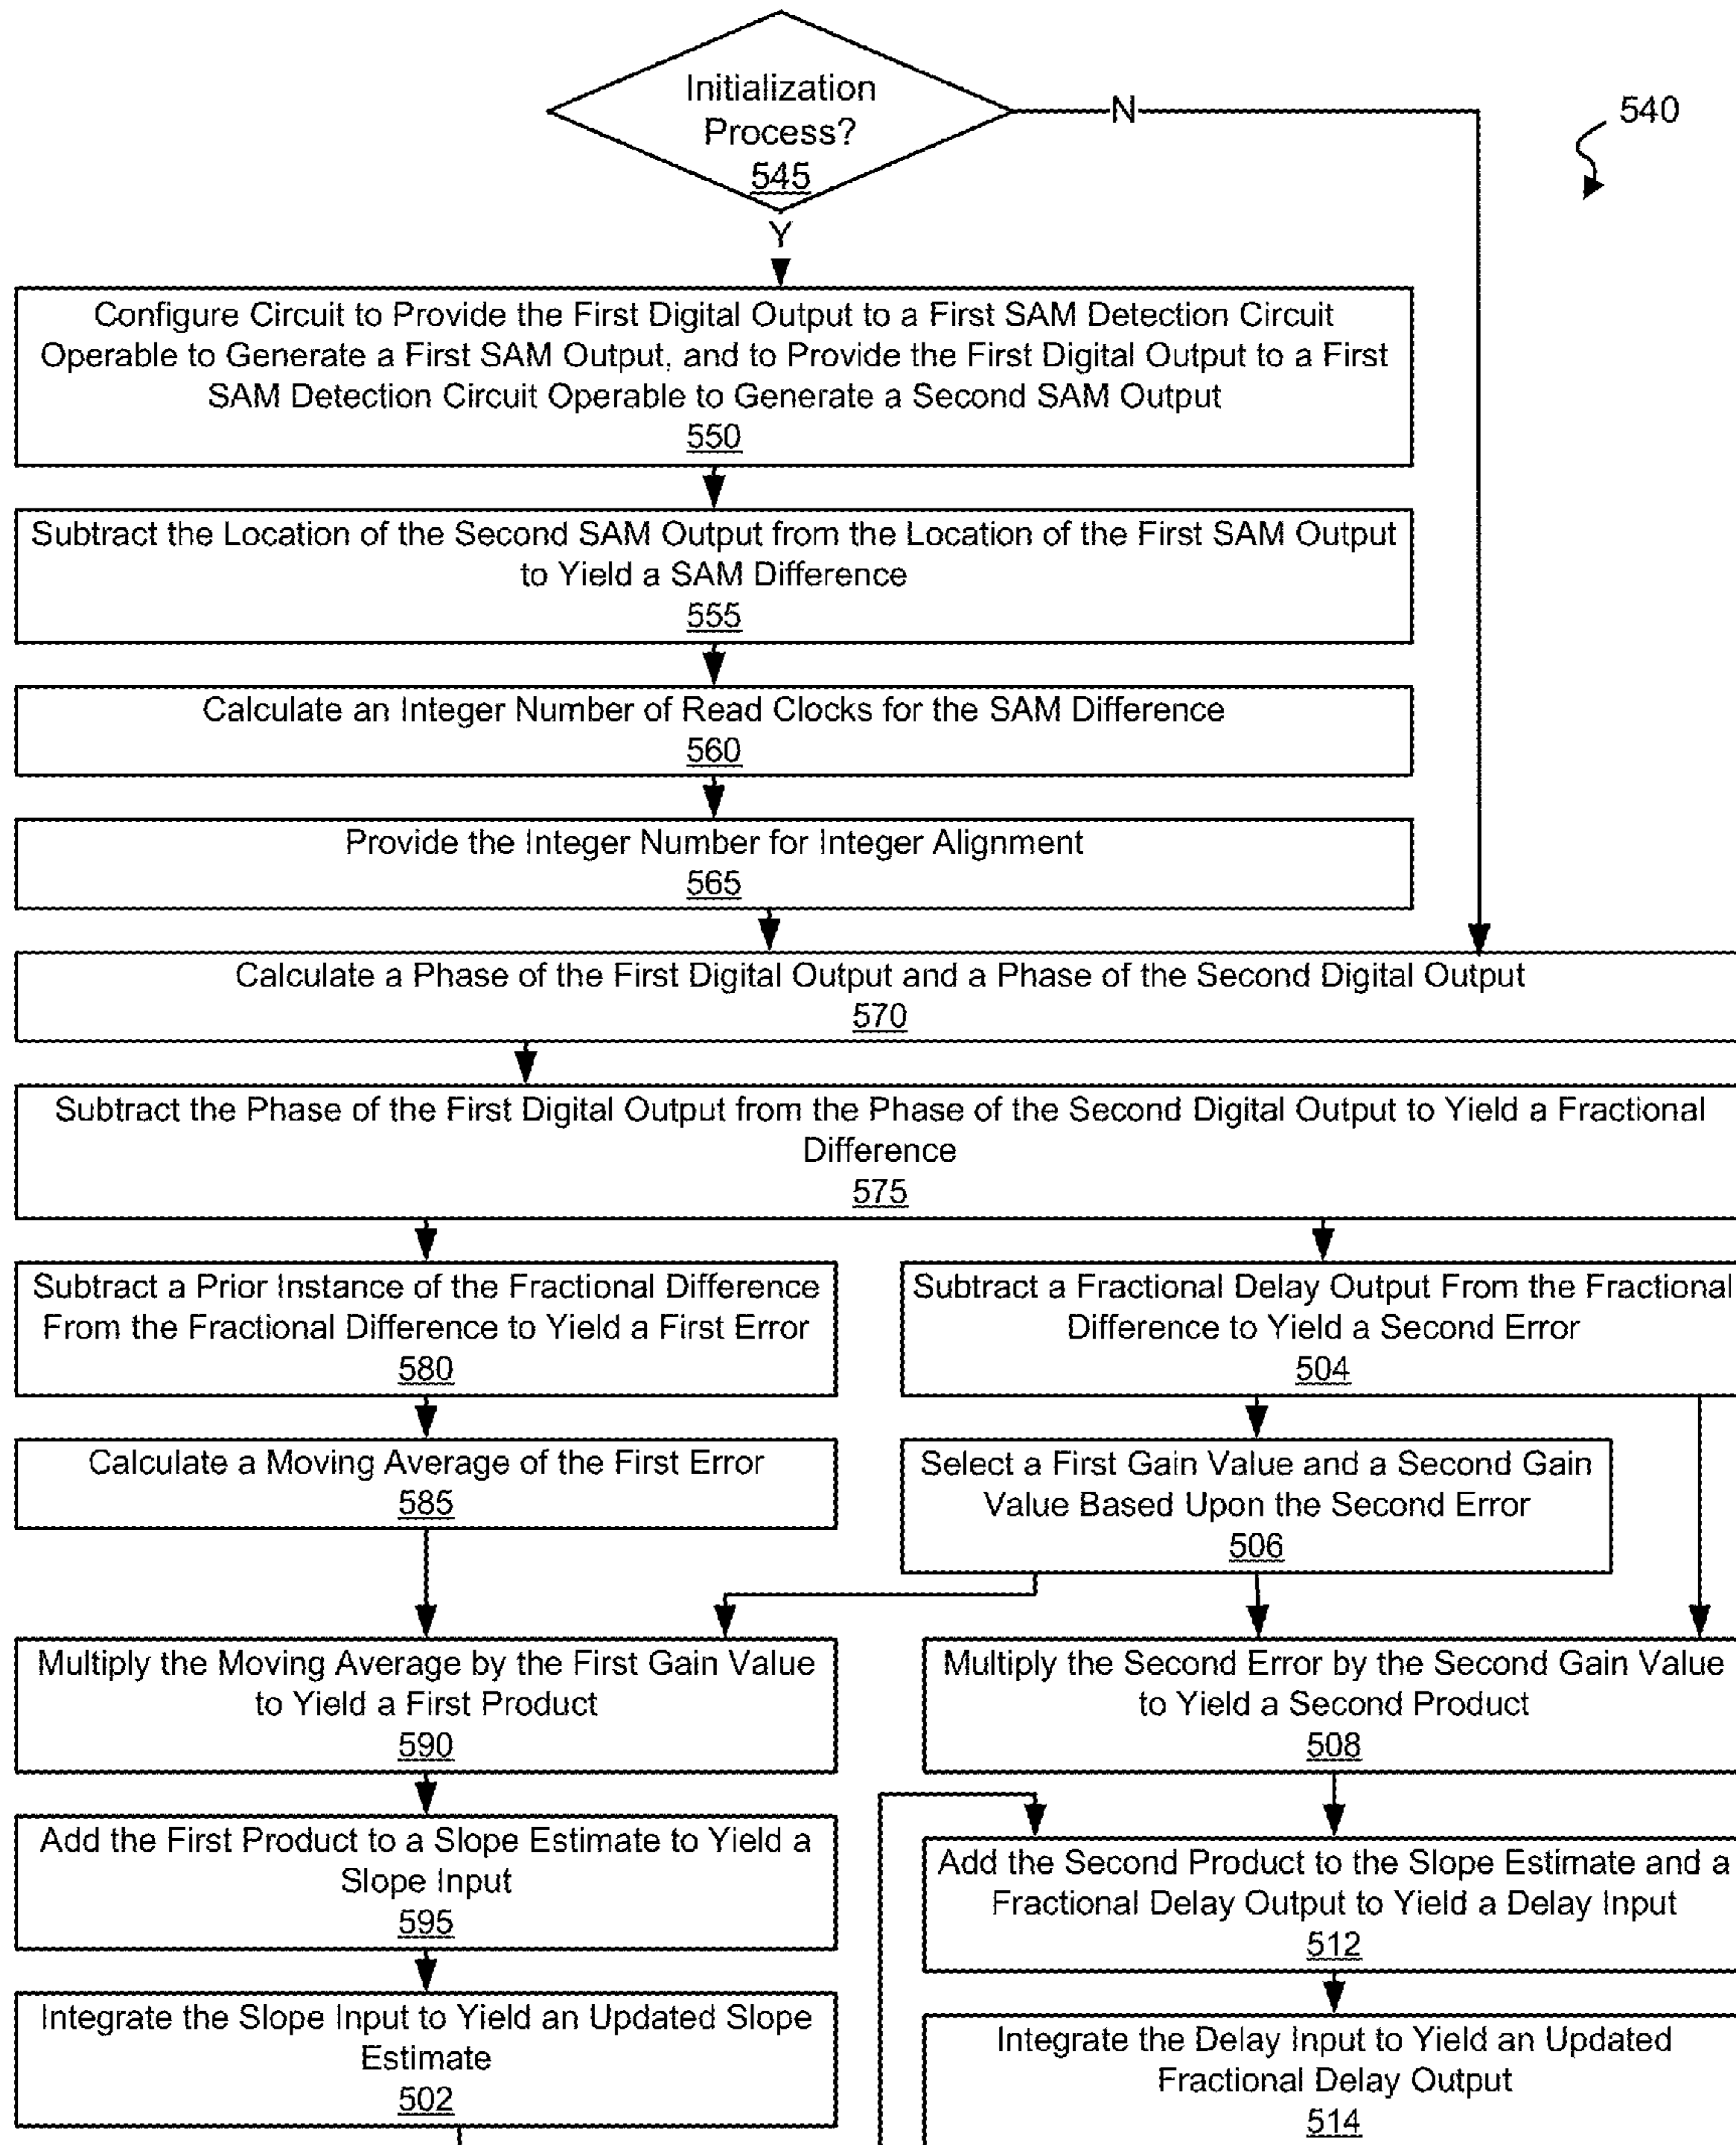 Initialization
Process?
545
N
540
Y
Configure Circuit to Provide the First Digital Output to a First SAM Detection Circuit
Operable to Generate a First SAM Output, and to Provide the First Digital Output to a First
SAM Detection Circuit Operable to Generate a Second SAM Output
550
Subtract the Location of the Second SAM Output from the Location of the First SAM Output
to Yield a SAM Difference
555
Calculate an Integer Number of Read Clocks for the SAM Difference
560
Provide the Integer Number for Integer Alignment
565
Calculate a Phase of the First Digital Output and a Phase of the Second Digital Output
570
Subtract the Phase of the First Digital Output from the Phase of the Second Digital Output to Yield a Fractional
Difference
575
Subtract a Prior Instance of the Fractional Difference
From the Fractional Difference to Yield a First Error
580
Subtract a Fractional Delay Output From the Fractional
Difference to Yield a Second Error
504
Calculate a Moving Average of the First Error
585
Select a First Gain Value and a Second Gain
Value Based Upon the Second Error
506
Multiply the Moving Average by the First Gain Value
to Yield a First Product
590
Multiply the Second Error by the Second Gain Value
to Yield a Second Product
508
Add the First Product to a Slope Estimate to Yield a
Slope Input
595
Add the Second Product to the Slope Estimate and a
Fractional Delay Output to Yield a Delay Input
512
Integrate the Slope Input to Yield an Updated Slope
Estimate
502
Integrate the Delay Input to Yield an Updated
Fractional Delay Output
514